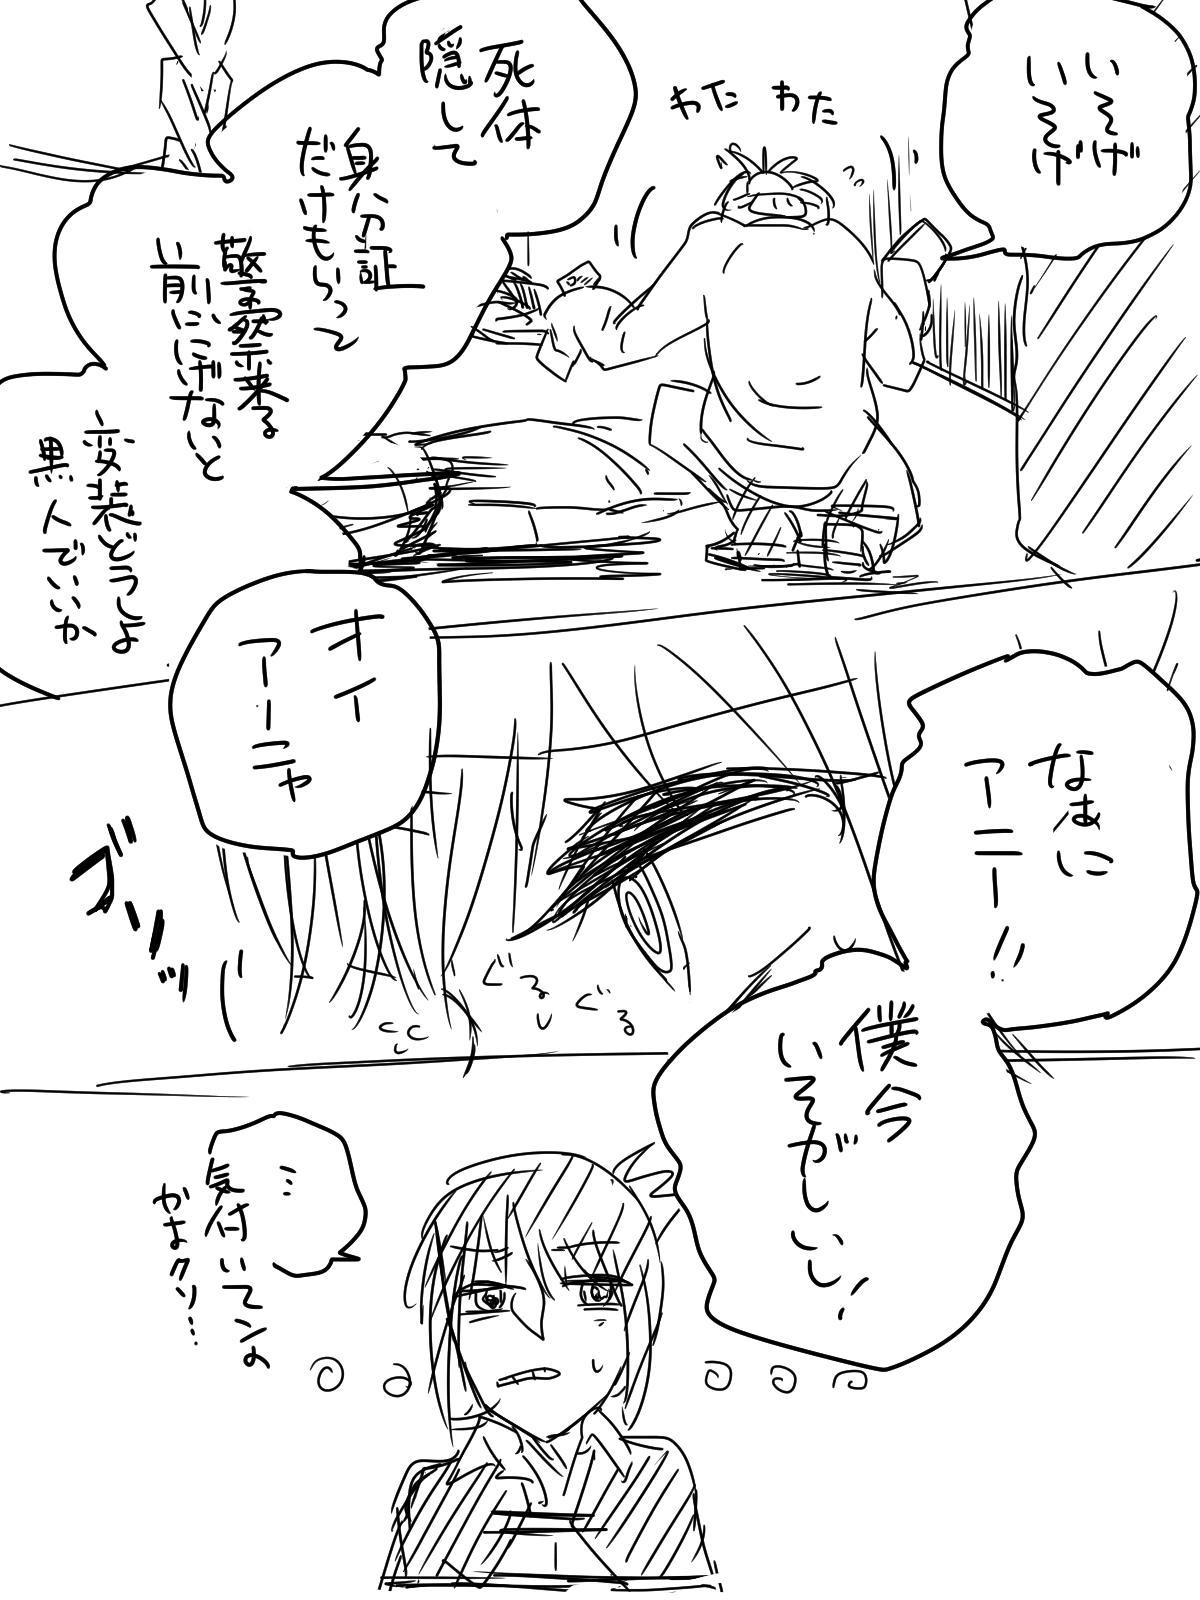 いそげ
いそげ
わた わた
死体
隠して
身分証
だけもらって
警察来る
前ににげないと
変装どうしよ
黒人でいいか
なぁに
アーニー!!
オイ
アーニャ
ブンッ
ぐる
ぐる
僕今
いそがしいし!
…
気付いてンの
かよクソ…